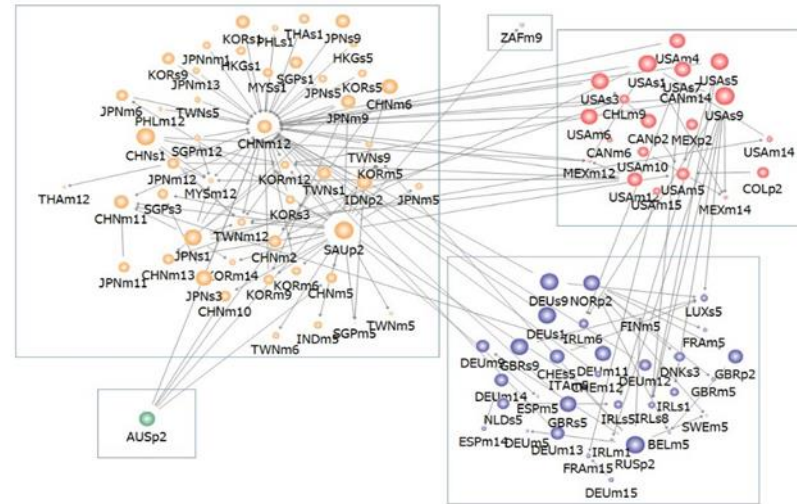 ZAFm9
KORs1
PHLs1
THAs1
JPNs9
JPNnm1
HKGs1
HKGs5
KORs9
JPNm13
MYSs1
SGPs1
JPNs5
KORs5
CHNm6
JPNm6
PHLm12
TWNs5
JPNm9
CHNs1
SGPm12
CHNm12
TWNs9
KORm5
JPNm12
MYSm12
KORm12
TWNs1
IDNp2
JPNm5
THAm12
CHNm11
SGPs3
KORs3
JPNs1
TWNm12
SAUp2
JPNm11
CHNm13
KORm14
CHNm2
JPNs3
CHNm10
KORm9
KORm6
CHNm5
TWNm6
INDm5
SGPm5
TWNm5
AUSp2
USAm4
USAs1
USAs7
USAs5
USAs3
CHLm9
CANm14
USAs9
USAm6
CANp2
MEXp2
USAm14
CANm6
USAm10
MEXm12
USAm5
COLp2
USAm12
USAm15
MEXm14
DEUs9
NORp2
LUXs5
DEUs1
IRLm6
FINm5
FRAm5
DEUm9
GBRs9
CHEs5
DEUm11
DEUm12
DNKs3
GBRp2
CHEm12
GBRm5
DEUm14
NLDs5
ESPm5
GBRs5
IRLs5
IRLs8
IRLs1
SWEm5
ESPm14
DEUm5
DEUm13
IRLm1
RUSp2
BELm5
FRAm15
DEUm15